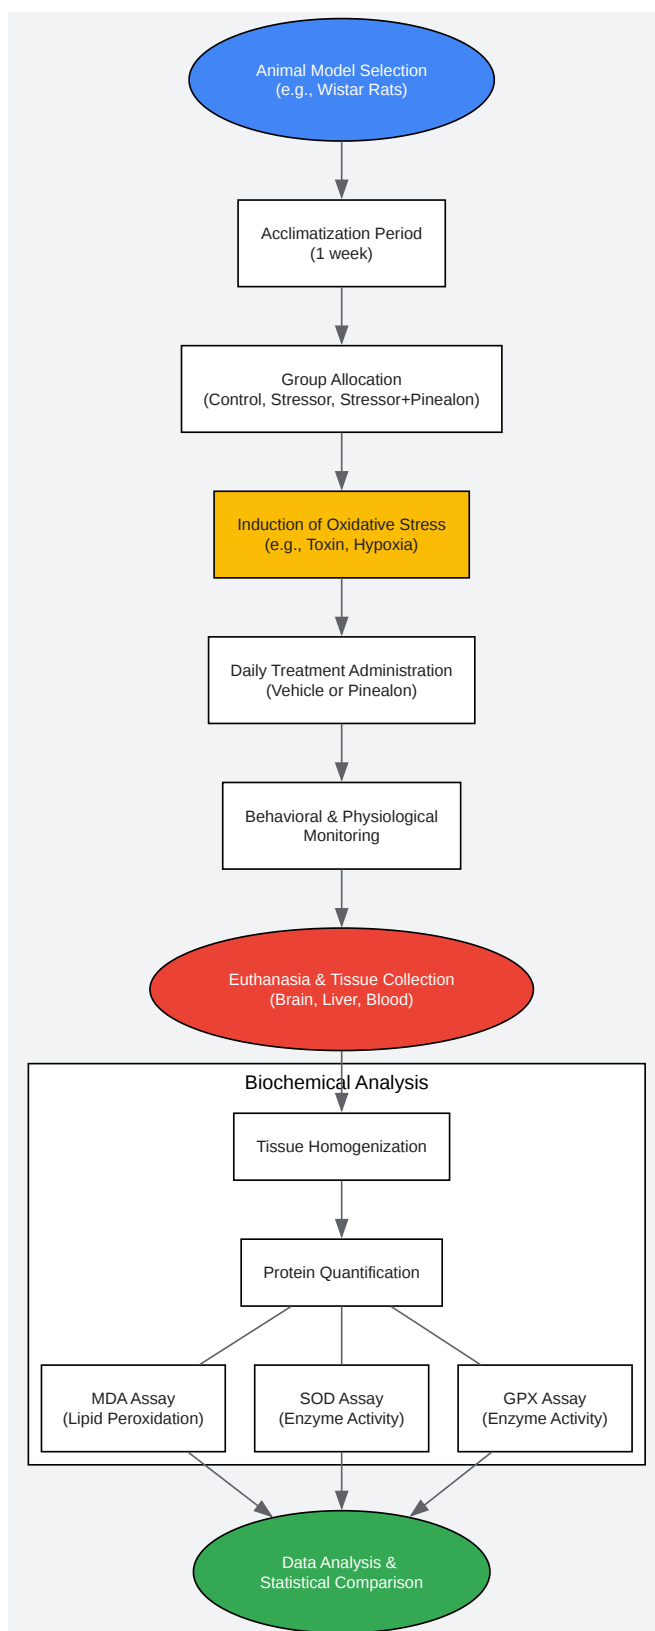 Animal Model Selection
(e.g., Wistar Rats)
Acclimatization Period
(1 week)
Group Allocation
(Control, Stressor, Stressor+Pinealon)
Induction of Oxidative Stress
(e.g., Toxin, Hypoxia)
Daily Treatment Administration
(Vehicle or Pinealon)
Behavioral & Physiological
Monitoring
Euthanasia & Tissue Collection
(Brain, Liver, Blood)
Biochemical Analysis
Tissue Homogenization
Protein Quantification
MDA Assay
(Lipid Peroxidation)
SOD Assay
(Enzyme Activity)
GPX Assay
(Enzyme Activity)
Data Analysis &
Statistical Comparison